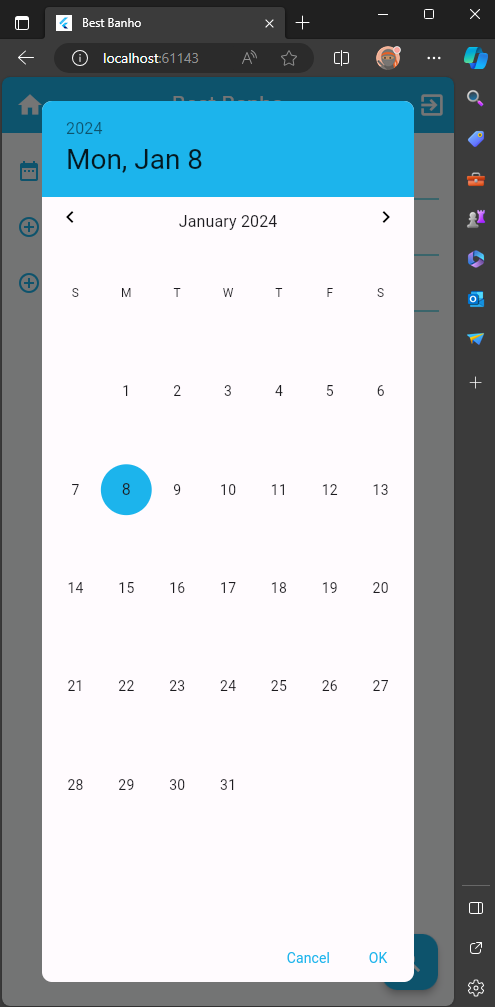 Best Banho
localhost:61143
Best Banho
2024
Mon, Jan 8
January 2024
S M T W T F S
1 2 3 4 5 6
7 8 9 10 11 12 13
14 15 16 17 18 19 20
21 22 23 24 25 26 27
28 29 30 31
Cancel OK